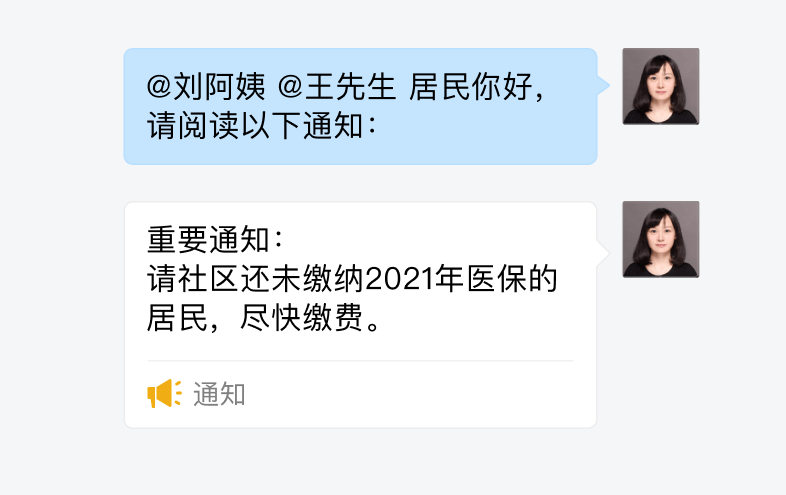 @刘阿姨 @王先生 居民你好，
请阅读以下通知：
重要通知：
请社区还未缴纳2021年医保的
居民，尽快缴费。
通知